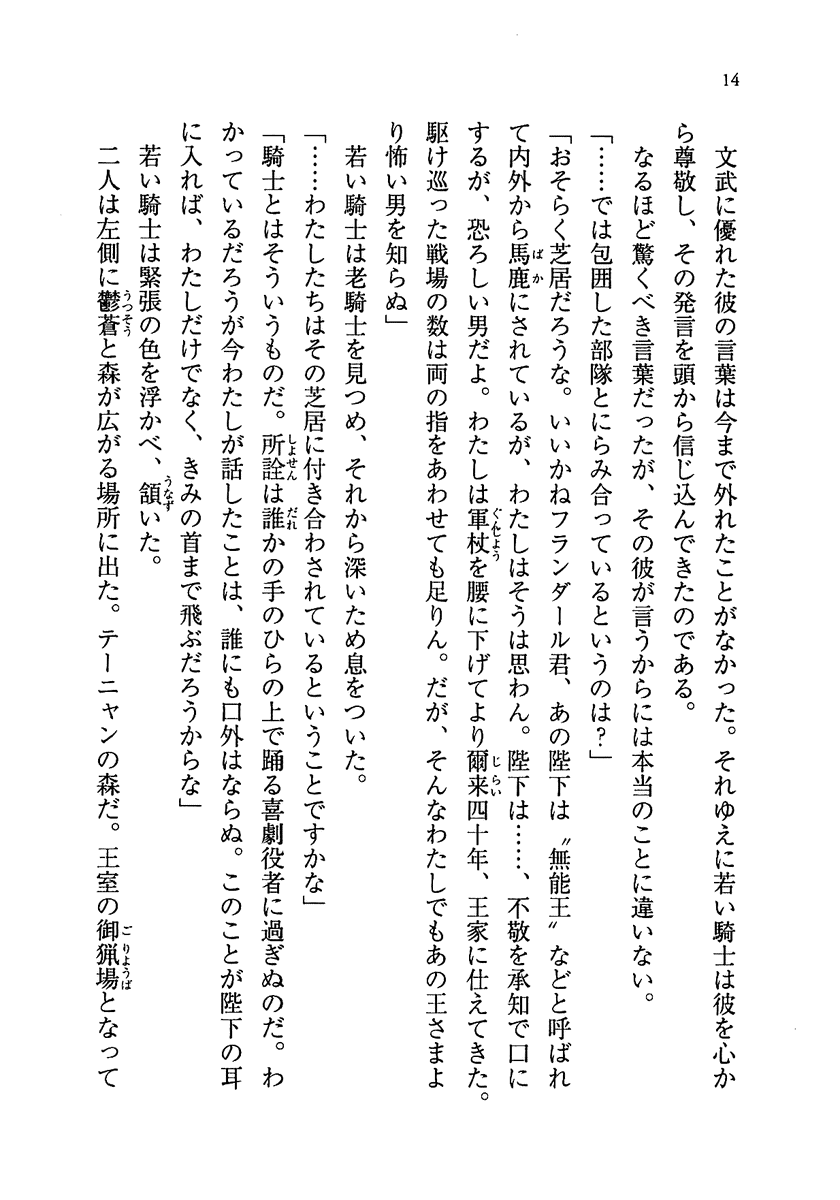 14
文武に優れた彼の言葉は今まで外れたことがなかった。それゆえに若い騎士は彼を心か
ら尊敬し、その発言を頭から信じ込んできたのである。
なるほど驚くべき言葉だったが、その彼が言うからには本当のことに違いない。
「……では包囲した部隊とにらみ合っているというのは？」
「おそらく芝居だろうな。いいかねフランダール君、あの陛下は〝無能王〟などと呼ばれ
て内外から馬鹿にされているが、わたしはそうは思わん。陛下は……、不敬を承知で口に
するが、恐ろしい男だよ。わたしは軍杖を腰に下げてより爾来四十年、王家に仕えてきた。
駆け巡った戦場の数は両の指をあわせても足りん。だが、そんなわたしでもあの王さまよ
り怖い男を知らぬ」
若い騎士は老騎士を見つめ、それから深いため息をついた。
「……わたしたちはその芝居に付き合わされているということですかな」
「騎士とはそういうものだ。所詮は誰かの手のひらの上で踊る喜劇役者に過ぎぬのだ。わ
かっているだろうが今わたしが話したことは、誰にも口外はならぬ。このことが陛下の耳
に入れば、わたしだけでなく、きみの首まで飛ぶだろうからな」
若い騎士は緊張の色を浮かべ、頷いた。
二人は左側に鬱蒼と森が広がる場所に出た。テーニャンの森だ。王室の御猟場となって